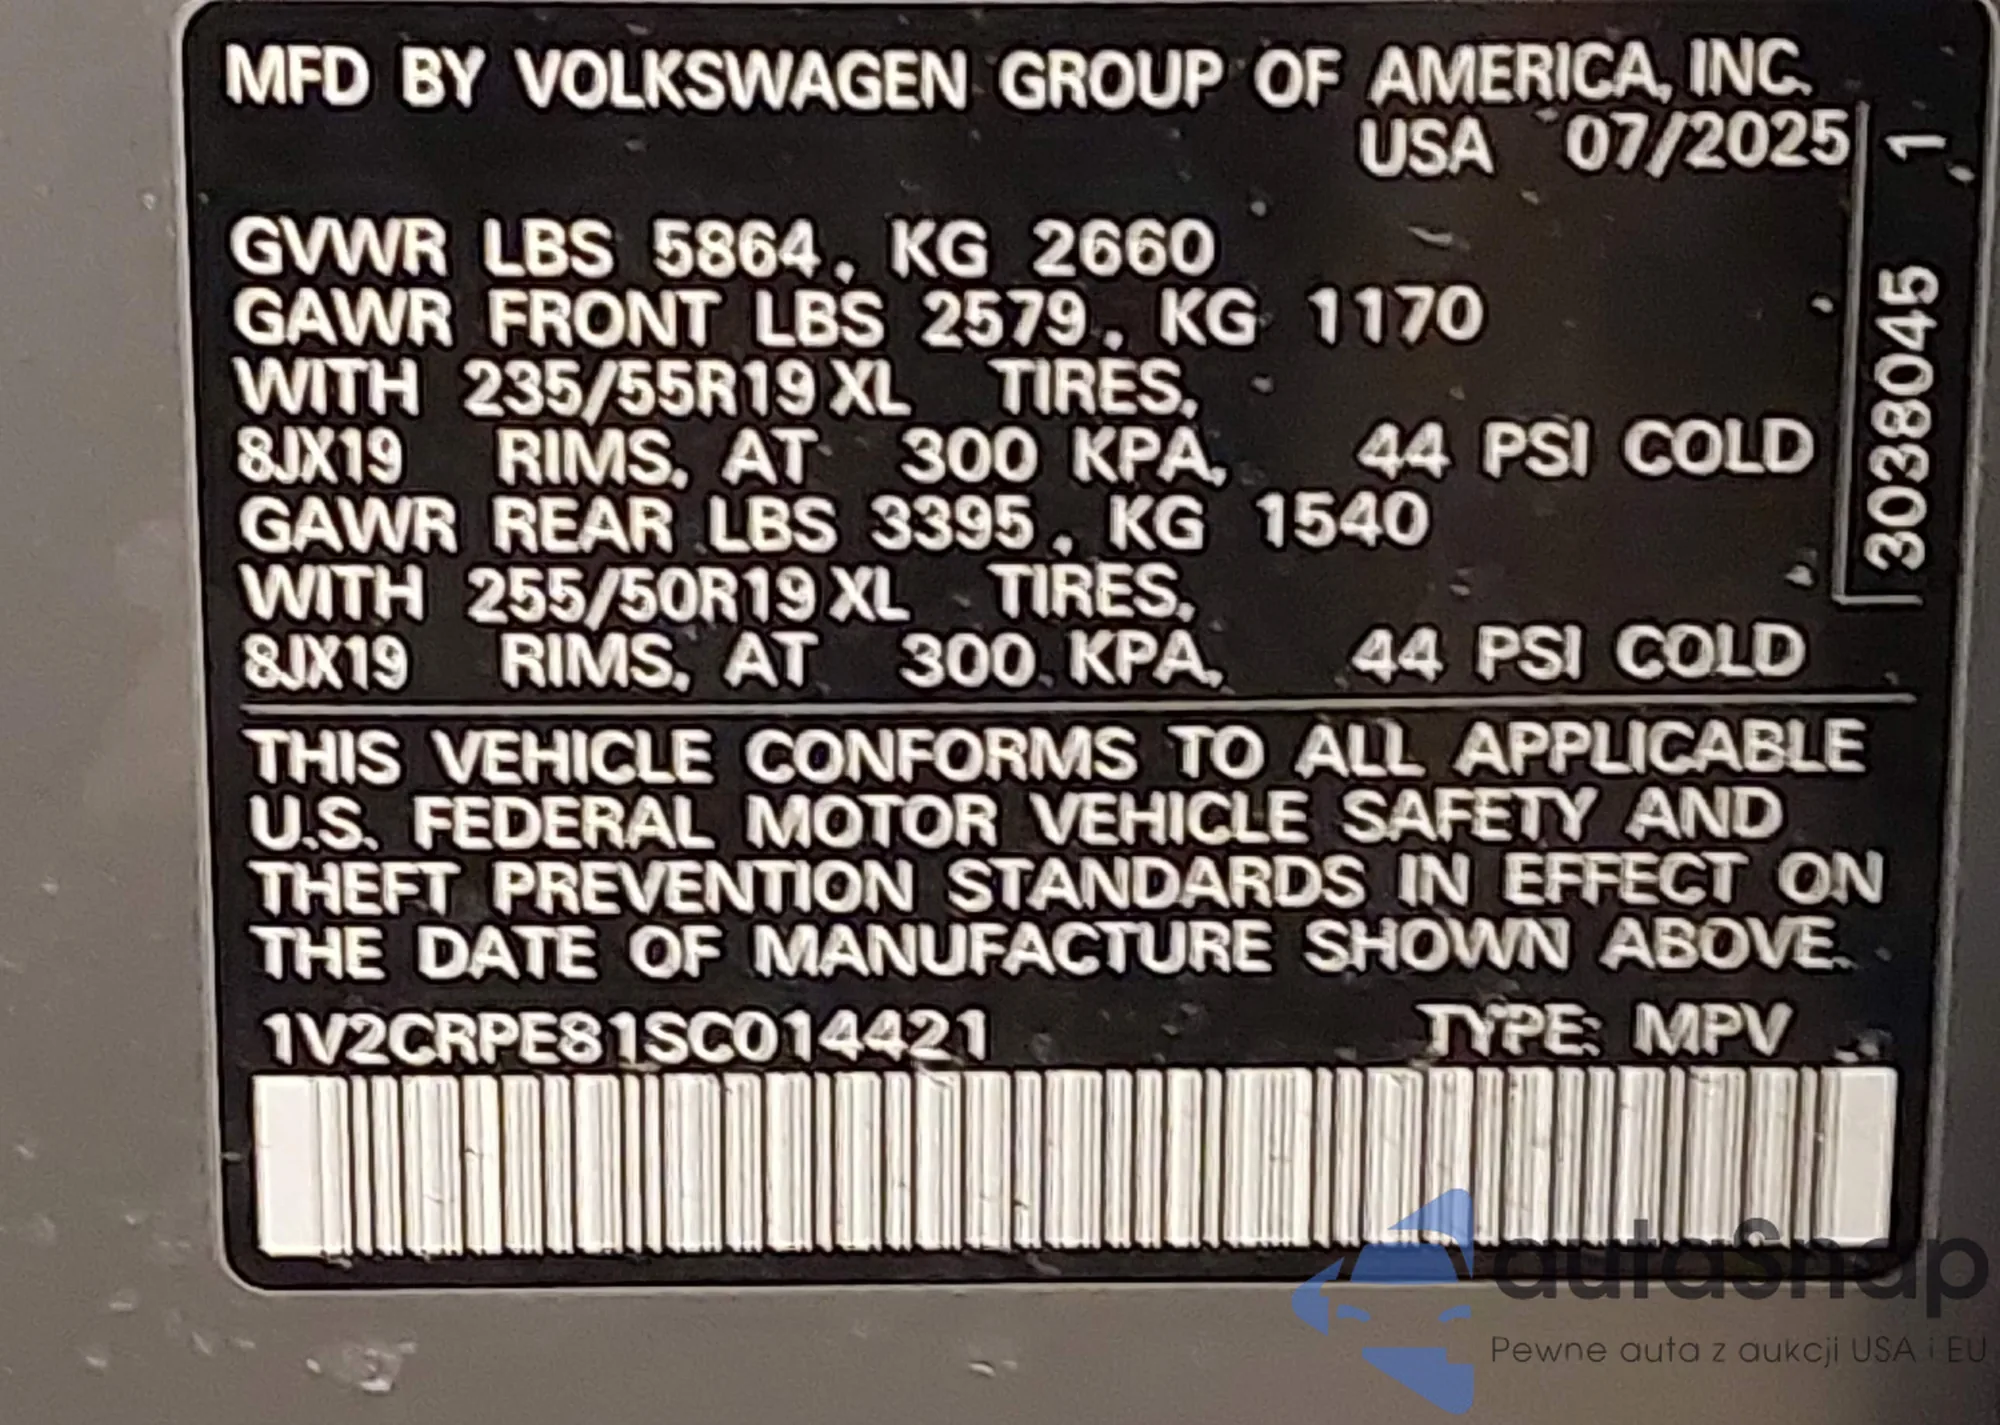 MFD BY VOLKSWAGEN GROUP OF AMERICA, INC.
USA 07/2025
GVWR LBS 5864, KG 2660
GAWR FRONT LBS 2579, KG 1170
WITH 235/55R19 XL TIRES,
8JX19 RIMS, AT 300 KPA, 44 PSI COLD
GAWR REAR LBS 3395, KG 1540
WITH 255/50R19 XL TIRES,
8JX19 RIMS, AT 300 KPA, 44 PSI COLD
3038045 1
THIS VEHICLE CONFORMS TO ALL APPLICABLE
U.S. FEDERAL MOTOR VEHICLE SAFETY AND
THEFT PREVENTION STANDARDS IN EFFECT ON
THE DATE OF MANUFACTURE SHOWN ABOVE.
1V2CRPE81SC014421 TYPE: MPV
autaSnap
Pewne auta z aukcji USA i EU